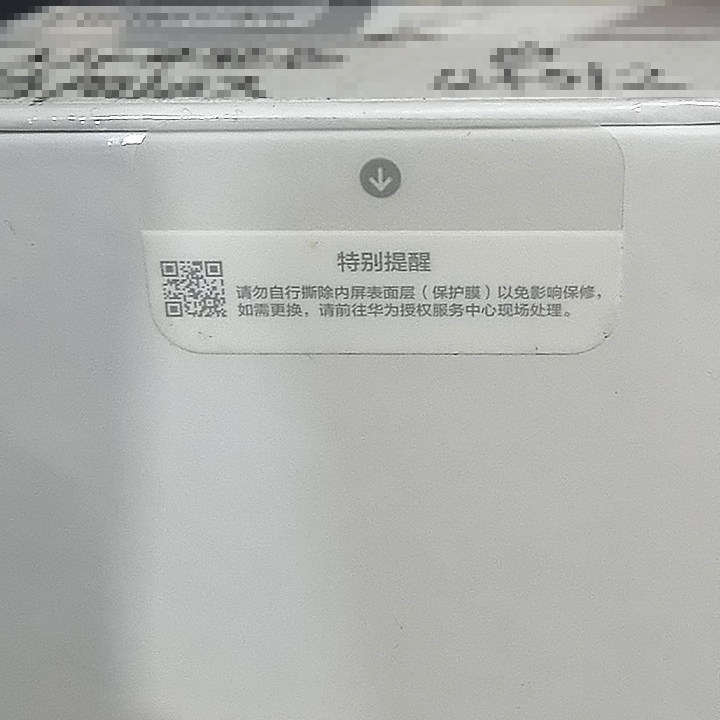 特别提醒
请勿自行撕除内屏表面层（保护膜）以免影响保修，
如需更换，请前往华为授权服务中心现场处理。